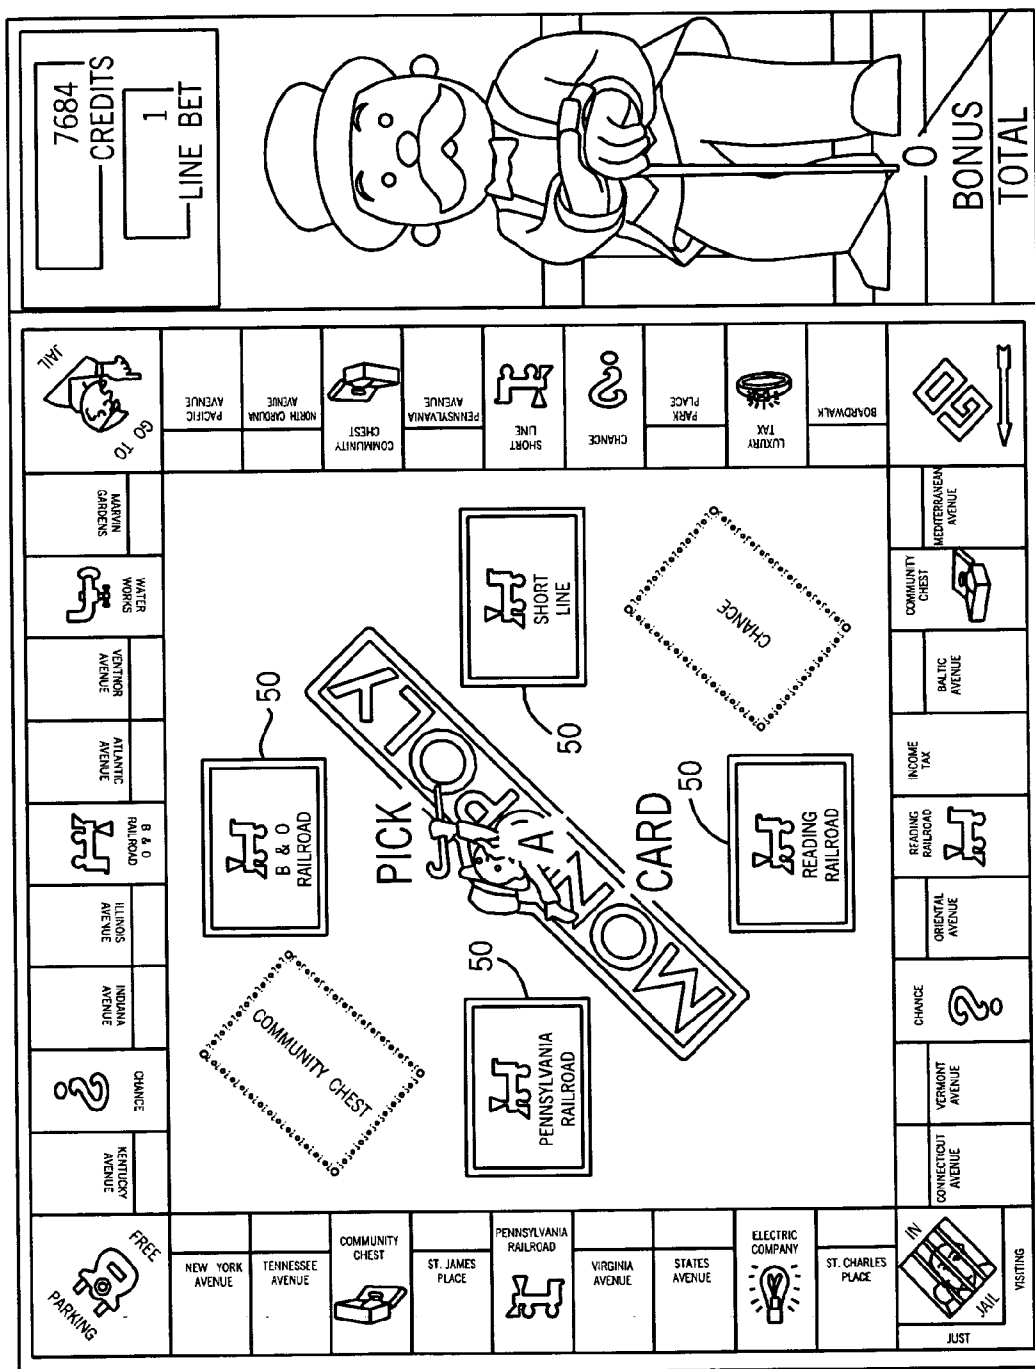 7684
CREDITS
1
LINE BET
0
BONUS
TOTAL
GO TO
JAIL
PACIFIC
AVENUE
NORTH CAROLINA
AVENUE
COMMUNITY
CHEST
PENNSYLVANIA
AVENUE
SHORT
LINE
CHANCE
PARK
PLACE
LUXURY
TAX
BOARDWALK
GO
MEDITERRANEAN
AVENUE
COMMUNITY
CHEST
BALTIC
AVENUE
INCOME
TAX
READING
RAILROAD
ORIENTAL
AVENUE
CHANCE
VERMONT
AVENUE
CONNECTICUT
AVENUE
IN
JAIL
JUST
VISITING
ST. CHARLES
PLACE
ELECTRIC
COMPANY
STATES
AVENUE
VIRGINIA
AVENUE
PENNSYLVANIA
RAILROAD
ST. JAMES
PLACE
COMMUNITY
CHEST
TENNESSEE
AVENUE
NEW YORK
AVENUE
FREE
PARKING
KENTUCKY
AVENUE
CHANCE
INDIANA
AVENUE
ILLINOIS
AVENUE
B & O
RAILROAD
ATLANTIC
AVENUE
VENTNOR
AVENUE
WATER
WORKS
MARVIN
GARDENS
COMMUNITY CHEST
50
B & O
RAILROAD
50
PENNSYLVANIA
RAILROAD
PICK
A
CARD
MONOPOLY
SHORT
LINE
50
50
READING
RAILROAD
CHANCE